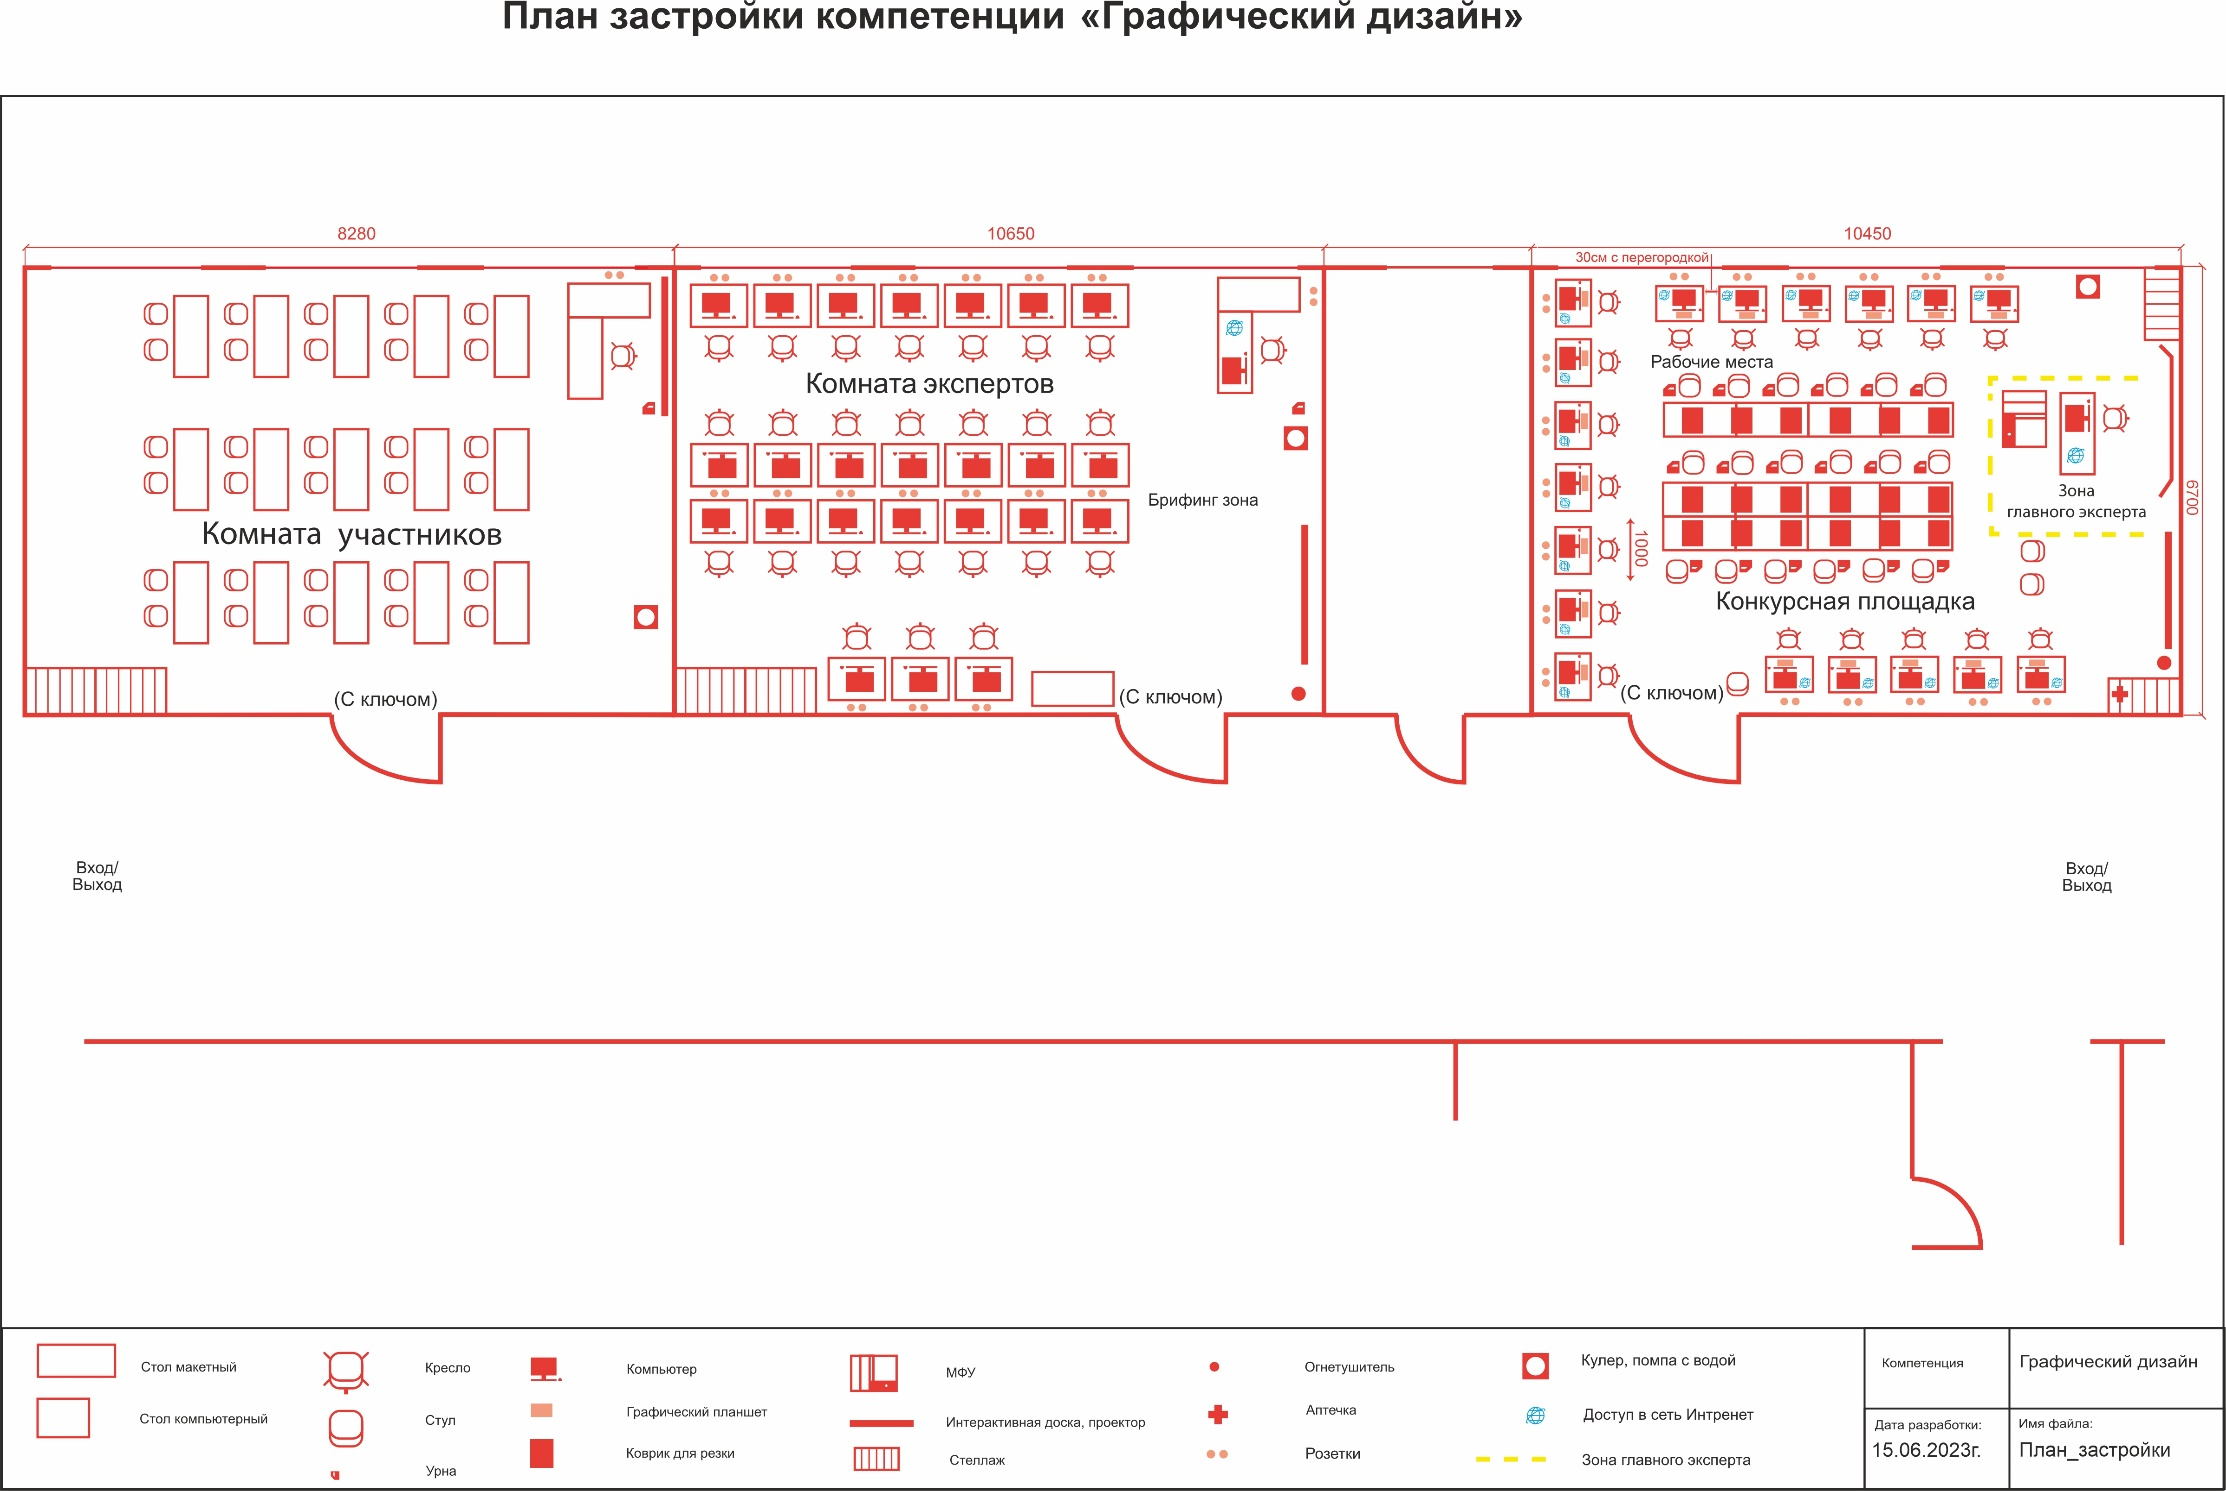 План застройки компетенции «Графический дизайн»
8280
10650
10450
30см с перегородкой
Рабочие места
Комната экспертов
Брифинг зона
Зона
главного эксперта
6700
1000
Комната участников
Конкурсная площадка
(С ключом)
(С ключом)
(С ключом)
Вход/
Выход
Вход/
Выход
Стол макетный
Стол компьютерный
Кресло
Стул
Урна
Компьютер
Графический планшет
Коврик для резки
МФУ
Интерактивная доска, проектор
Стеллаж
Огнетушитель
Аптечка
Розетки
Кулер, помпа с водой
Доступ в сеть Интренет
Зона главного эксперта
Компетенция
Графический дизайн
Дата разработки:
15.06.2023г.
Имя файла:
План_застройки